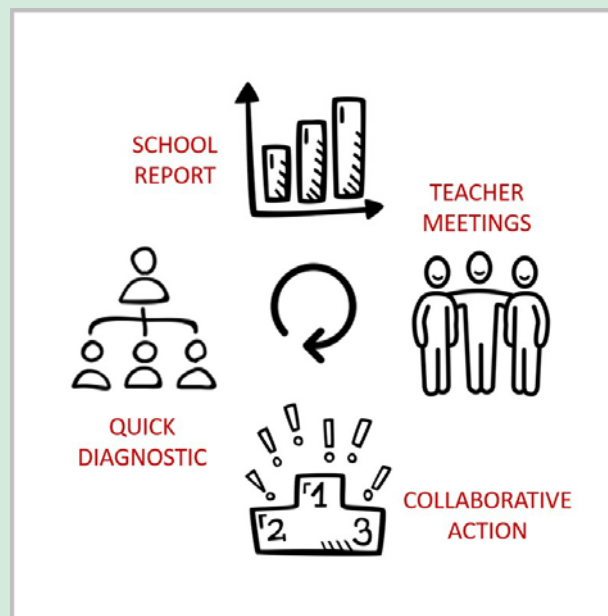 SCHOOL
REPORT
TEACHER
MEETINGS
QUICK
DIAGNOSTIC
1
2 3
COLLABORATIVE
ACTION